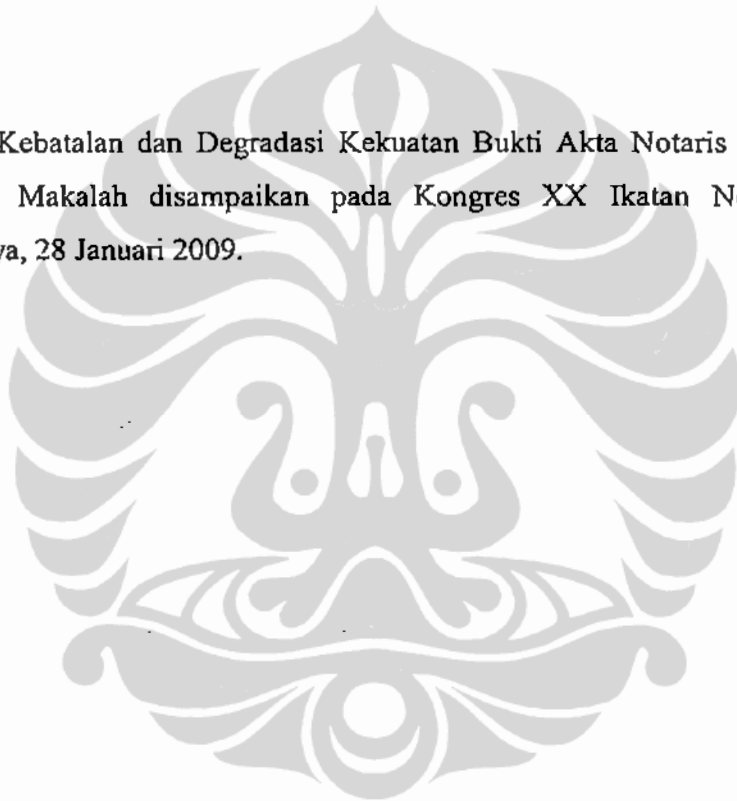 Kebatalan dan Degradasi Kekuatan Bukti Akta Notaris
Makalah disampaikan pada Kongres XX Ikatan
28 Januari 2009.